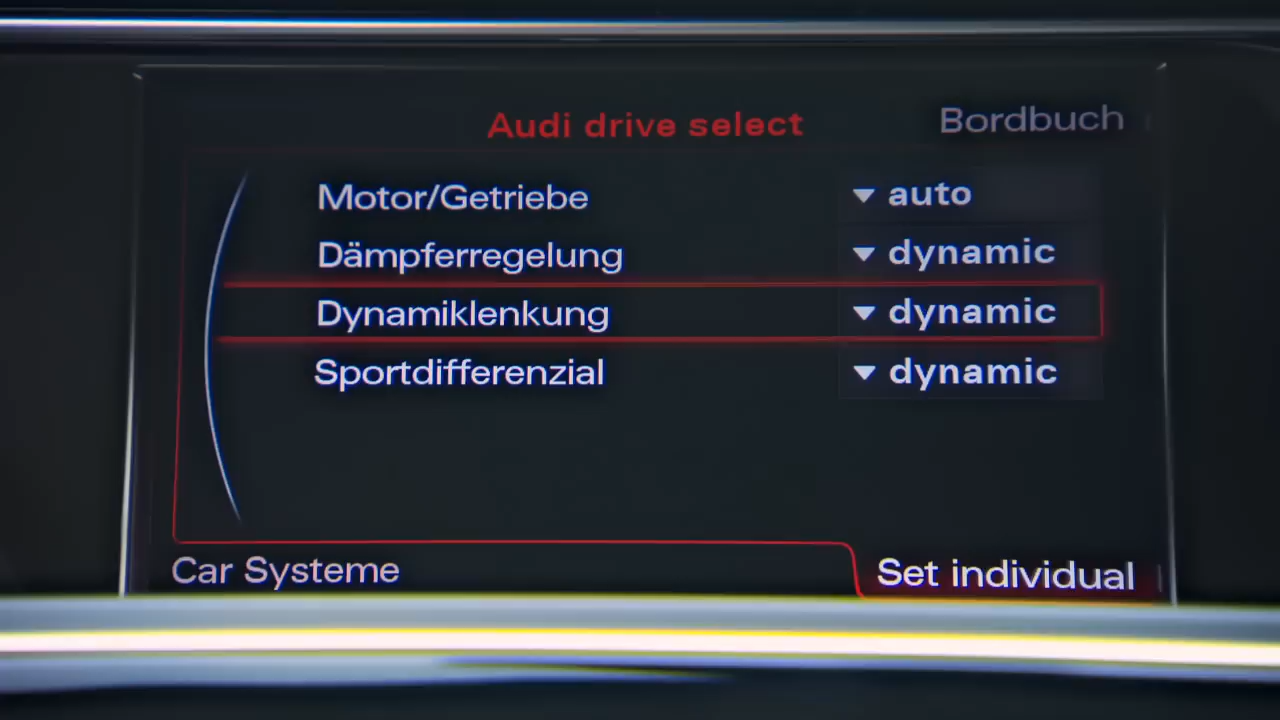 Audi drive select
Bordbuch
Motor/Getriebe auto
Dämpferregelung dynamic
Dynamiklenkung dynamic
Sportdifferenzial dynamic
Car Systeme
Set individual